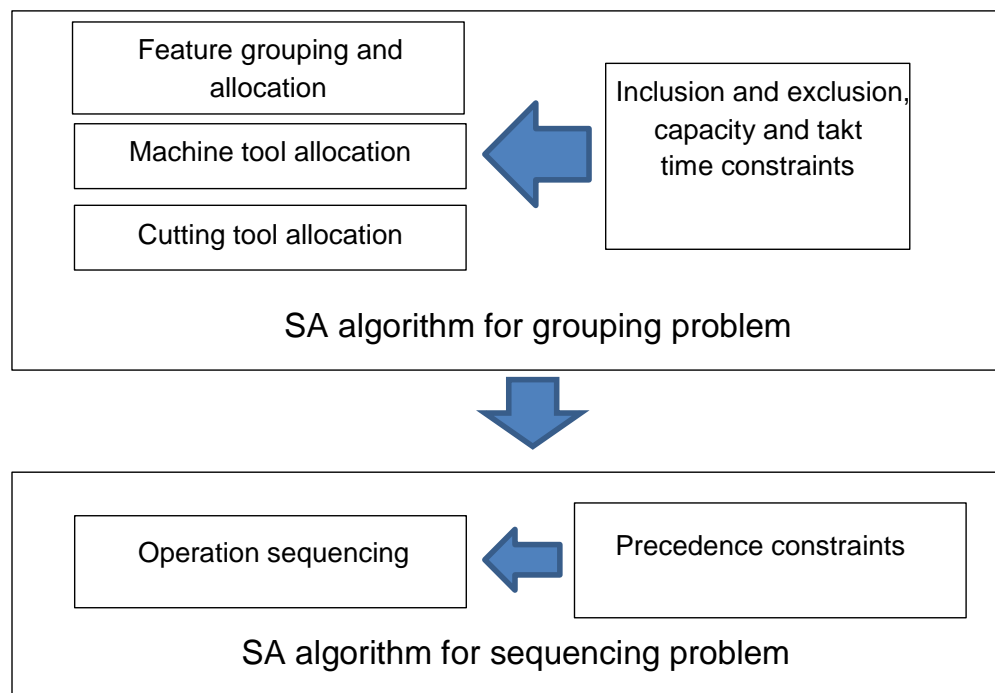 Feature grouping and
allocation
Machine tool allocation
Cutting tool allocation
Inclusion and exclusion,
capacity and takt
time constraints
SA algorithm for grouping problem
Operation sequencing
Precedence constraints
SA algorithm for sequencing problem